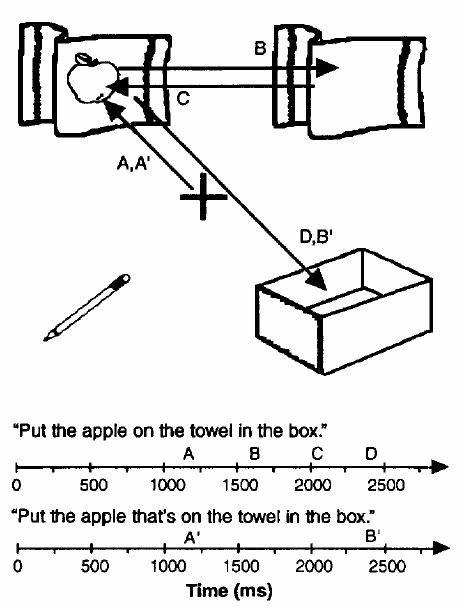 B
C
A,A'
D,B'
"Put the apple on the towel in the box."
A B C D
0 500 1000 1500 2000 2500
"Put the apple that's on the towel in the box."
A' B'
0 500 1000 1500 2000 2500
Time (ms)